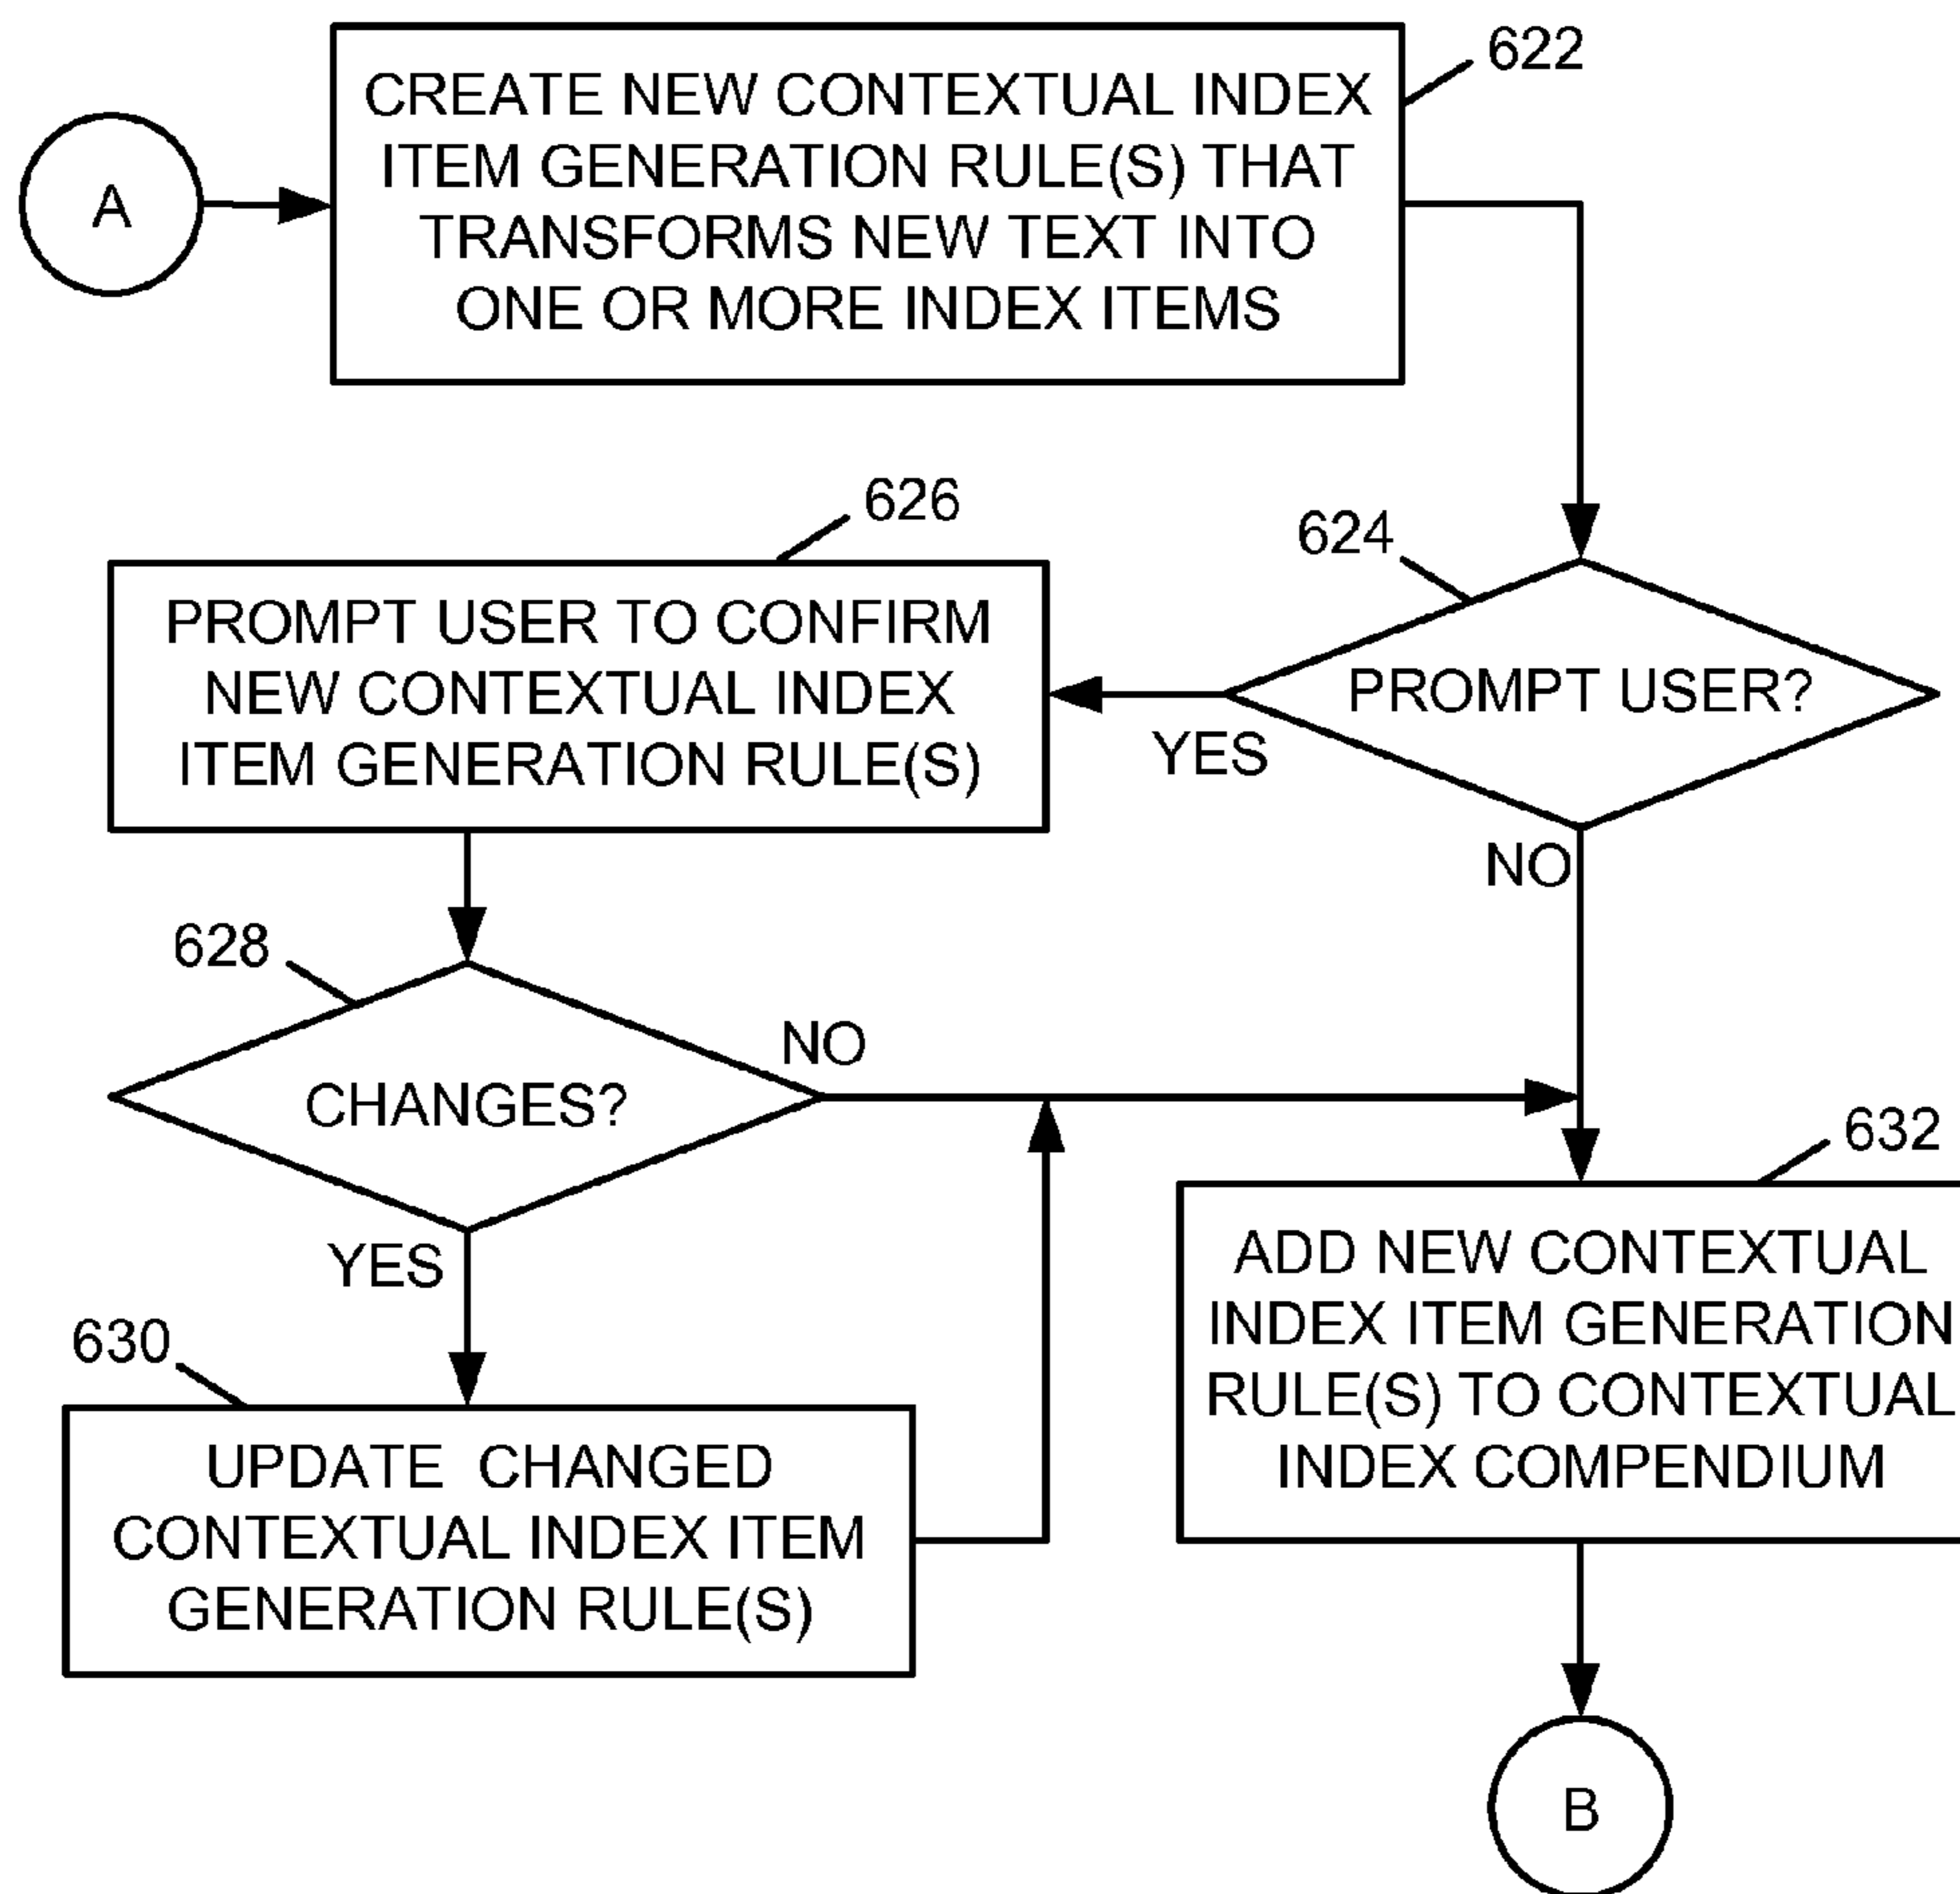 622
CREATE NEW CONTEXTUAL INDEX
ITEM GENERATION RULE(S) THAT
TRANSFORMS NEW TEXT INTO
ONE OR MORE INDEX ITEMS
A
626
624
PROMPT USER TO CONFIRM
NEW CONTEXTUAL INDEX
ITEM GENERATION RULE(S)
PROMPT USER?
YES
NO
628
NO
CHANGES?
632
YES
ADD NEW CONTEXTUAL
INDEX ITEM GENERATION
RULE(S) TO CONTEXTUAL
INDEX COMPENDIUM
630
UPDATE CHANGED
CONTEXTUAL INDEX ITEM
GENERATION RULE(S)
B